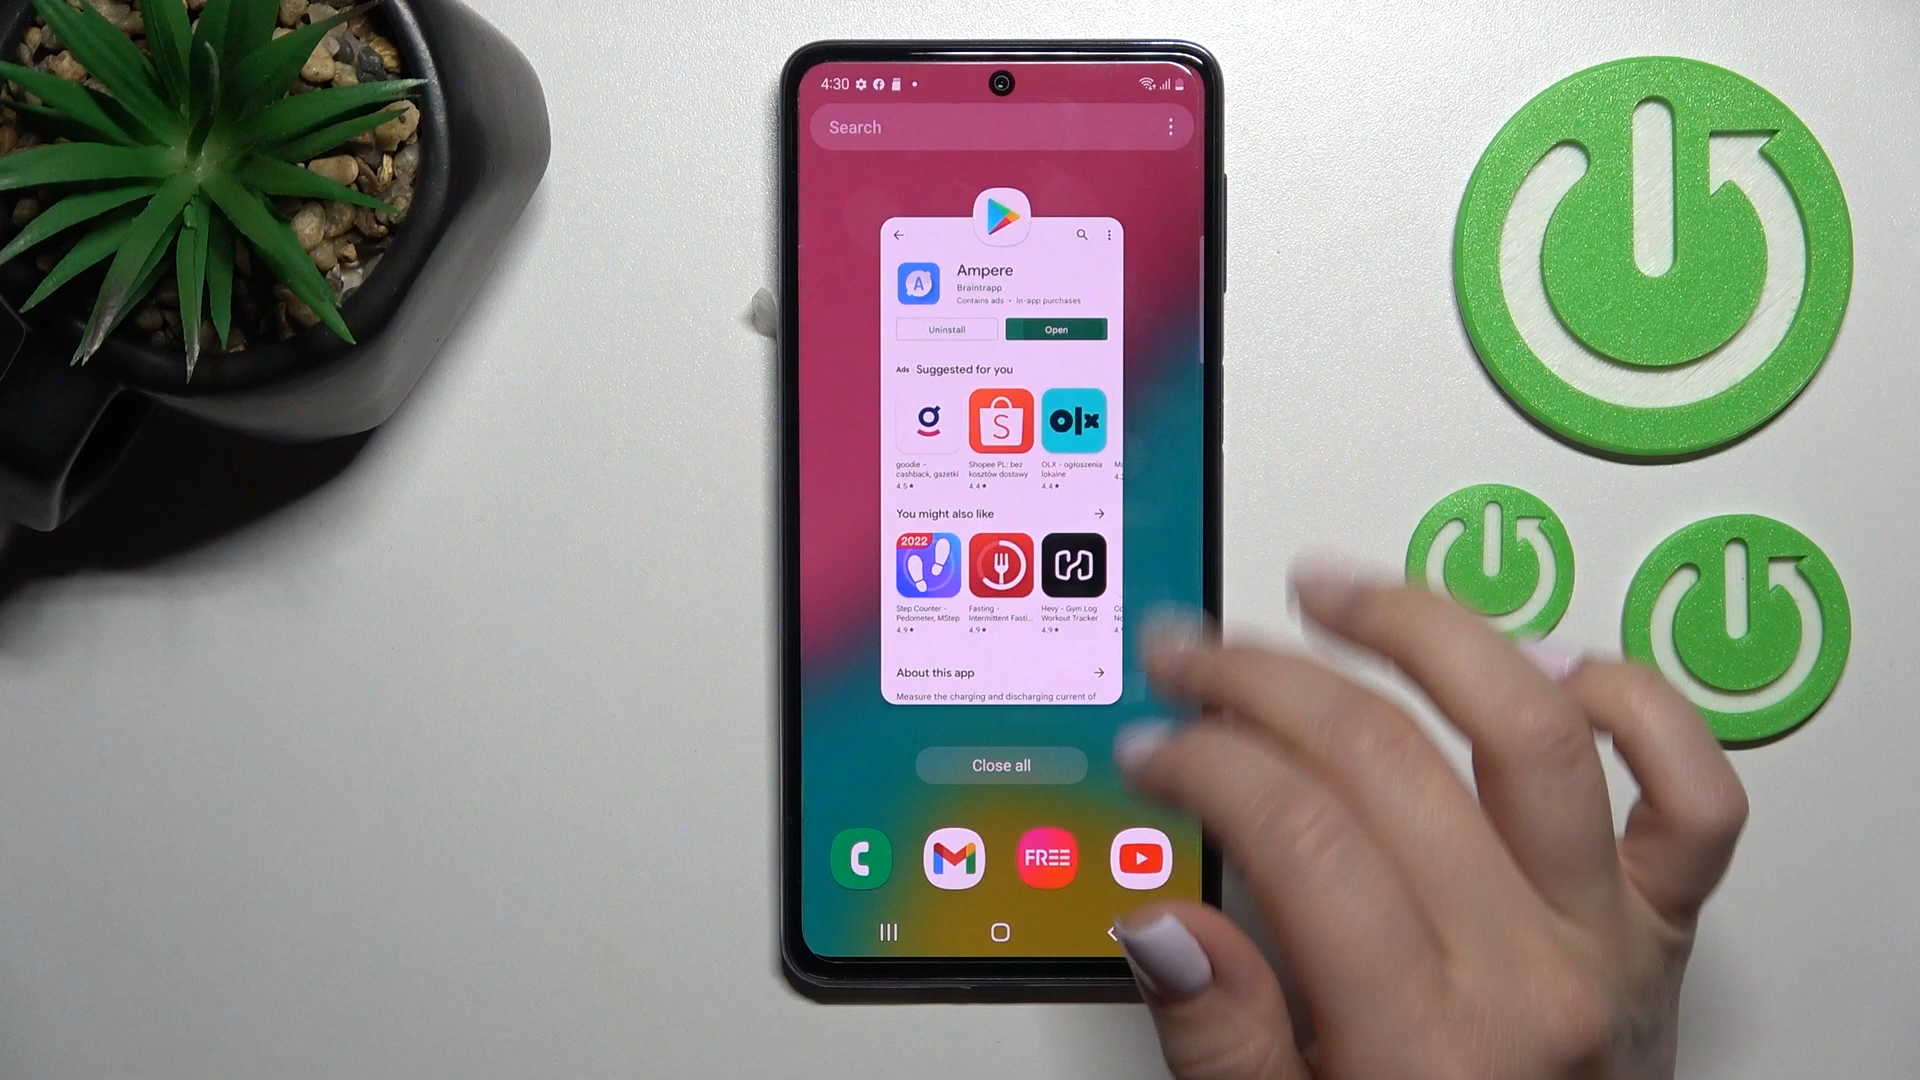 4:30
Search
Ampere
Braintrapp
Contains ads • In-app purchases
Uninstall
Open
Ads Suggested for you
goodie –
cashback, gazetki
4.5★
Shopee PL: bez
kosztów dostawy
4.4★
olx
OLX - ogłoszenia
lokalne
4.4★
You might also like
2022
Step Counter -
Pedometer, MStep
4.9★
Fasting -
Intermittent Fasti...
4.9★
Hevy - Gym Log
Workout Tracker
4.9★
About this app
Measure the charging and discharging current of
Close all
FREE